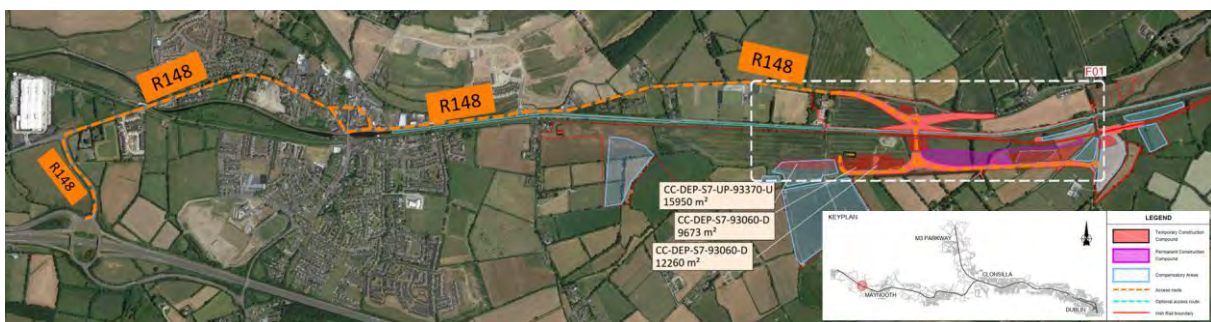 R148
R148
R148
R148
F01
CC-DEP-S7-UP-93370-U
15950 m²
CC-DEP-S7-93060-D
9673 m²
CC-DEP-S7-93060-D
12260 m²
KEYPLAN
M3 PARKWAY
CLONSILLA
MAYNOOTH
DUBLIN
LEGEND
Temporary Construction
Compound
Permanent Construction
Compound
Compensatory Areas
Access route
Optional access route
Irish Rail boundary